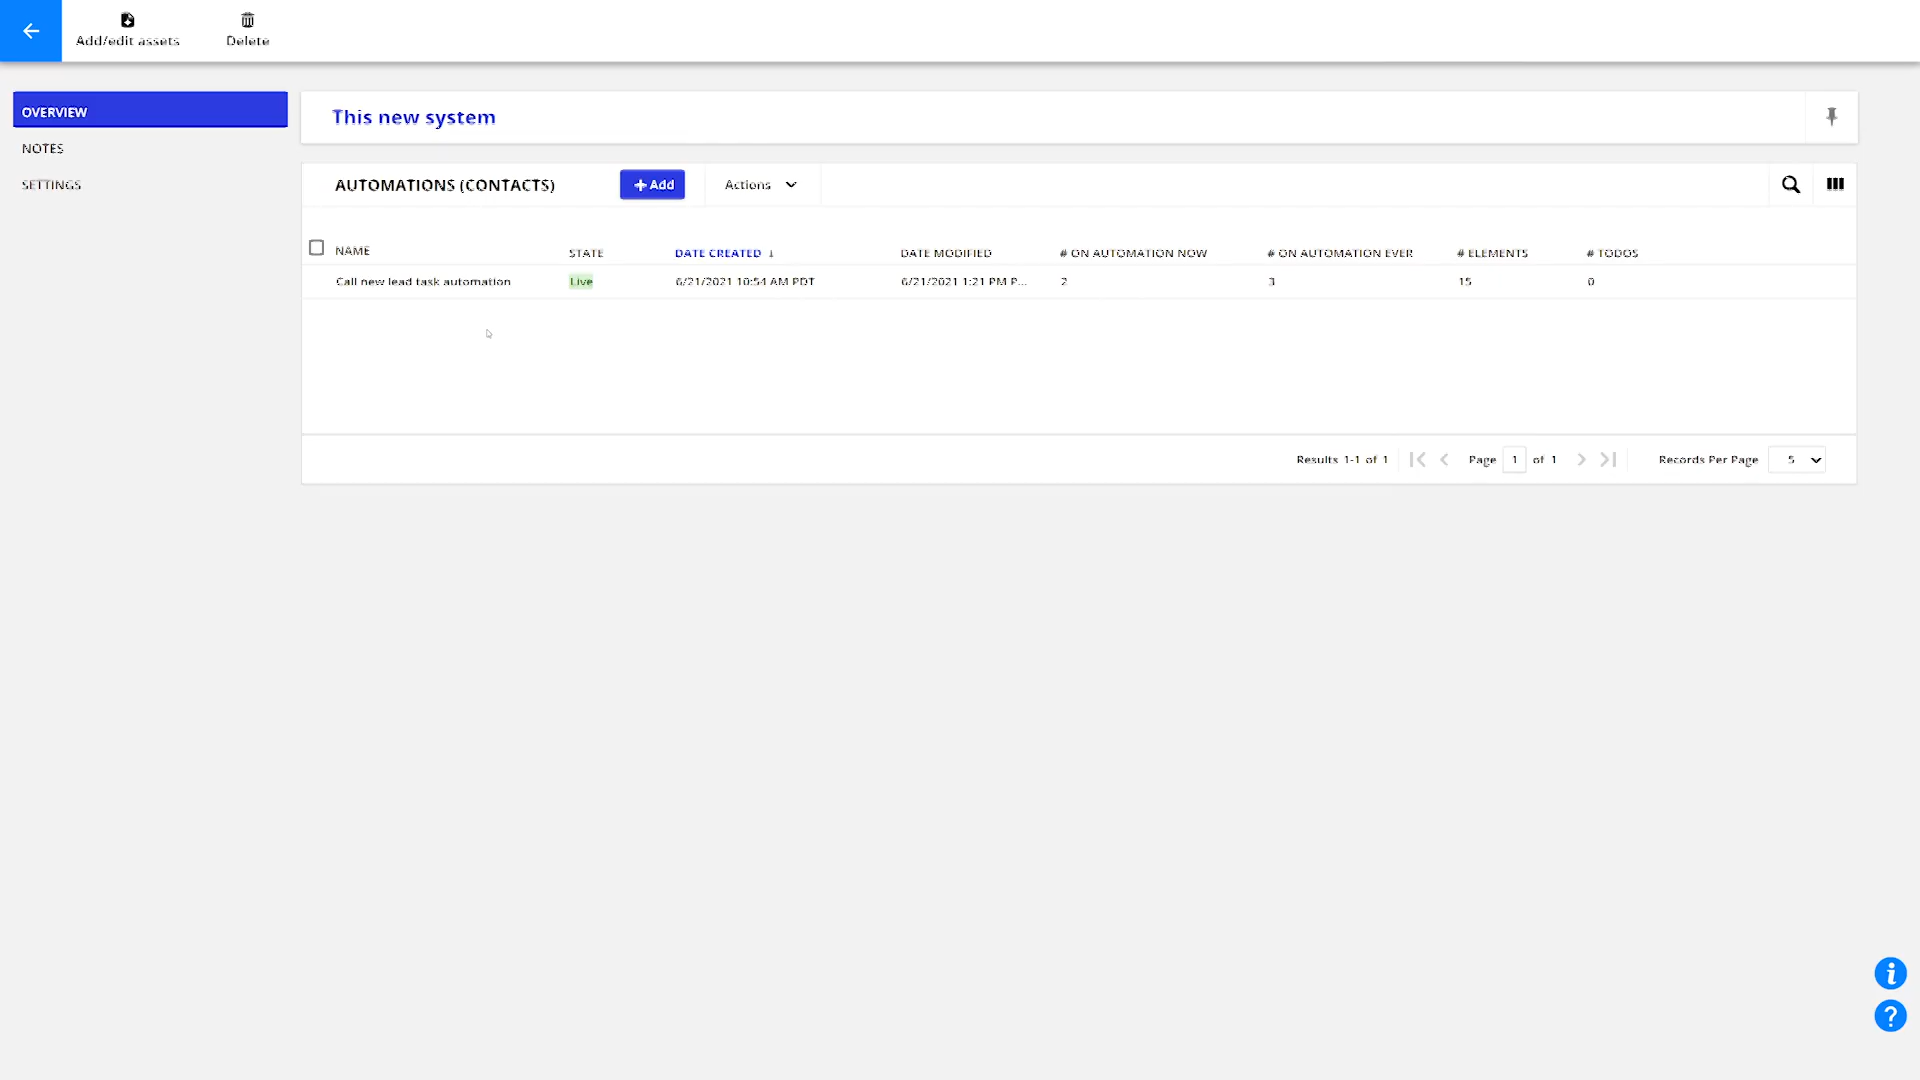 Add/edit assets
Delete
OVERVIEW
NOTES
SETTINGS
This new system
AUTOMATIONS (CONTACTS)
Add
Actions
NAME STATE DATE CREATED ↓ DATE MODIFIED # ON AUTOMATION NOW # ON AUTOMATION EVER # ELEMENTS # TODOS
Call new lead task automation Live 6/21/2021 10:54 AM PDT 6/21/2021 1:21 PM P... 2 3 15 0
Results 1-1 of 1 Page 1 of 1 Records Per Page 5
i
?